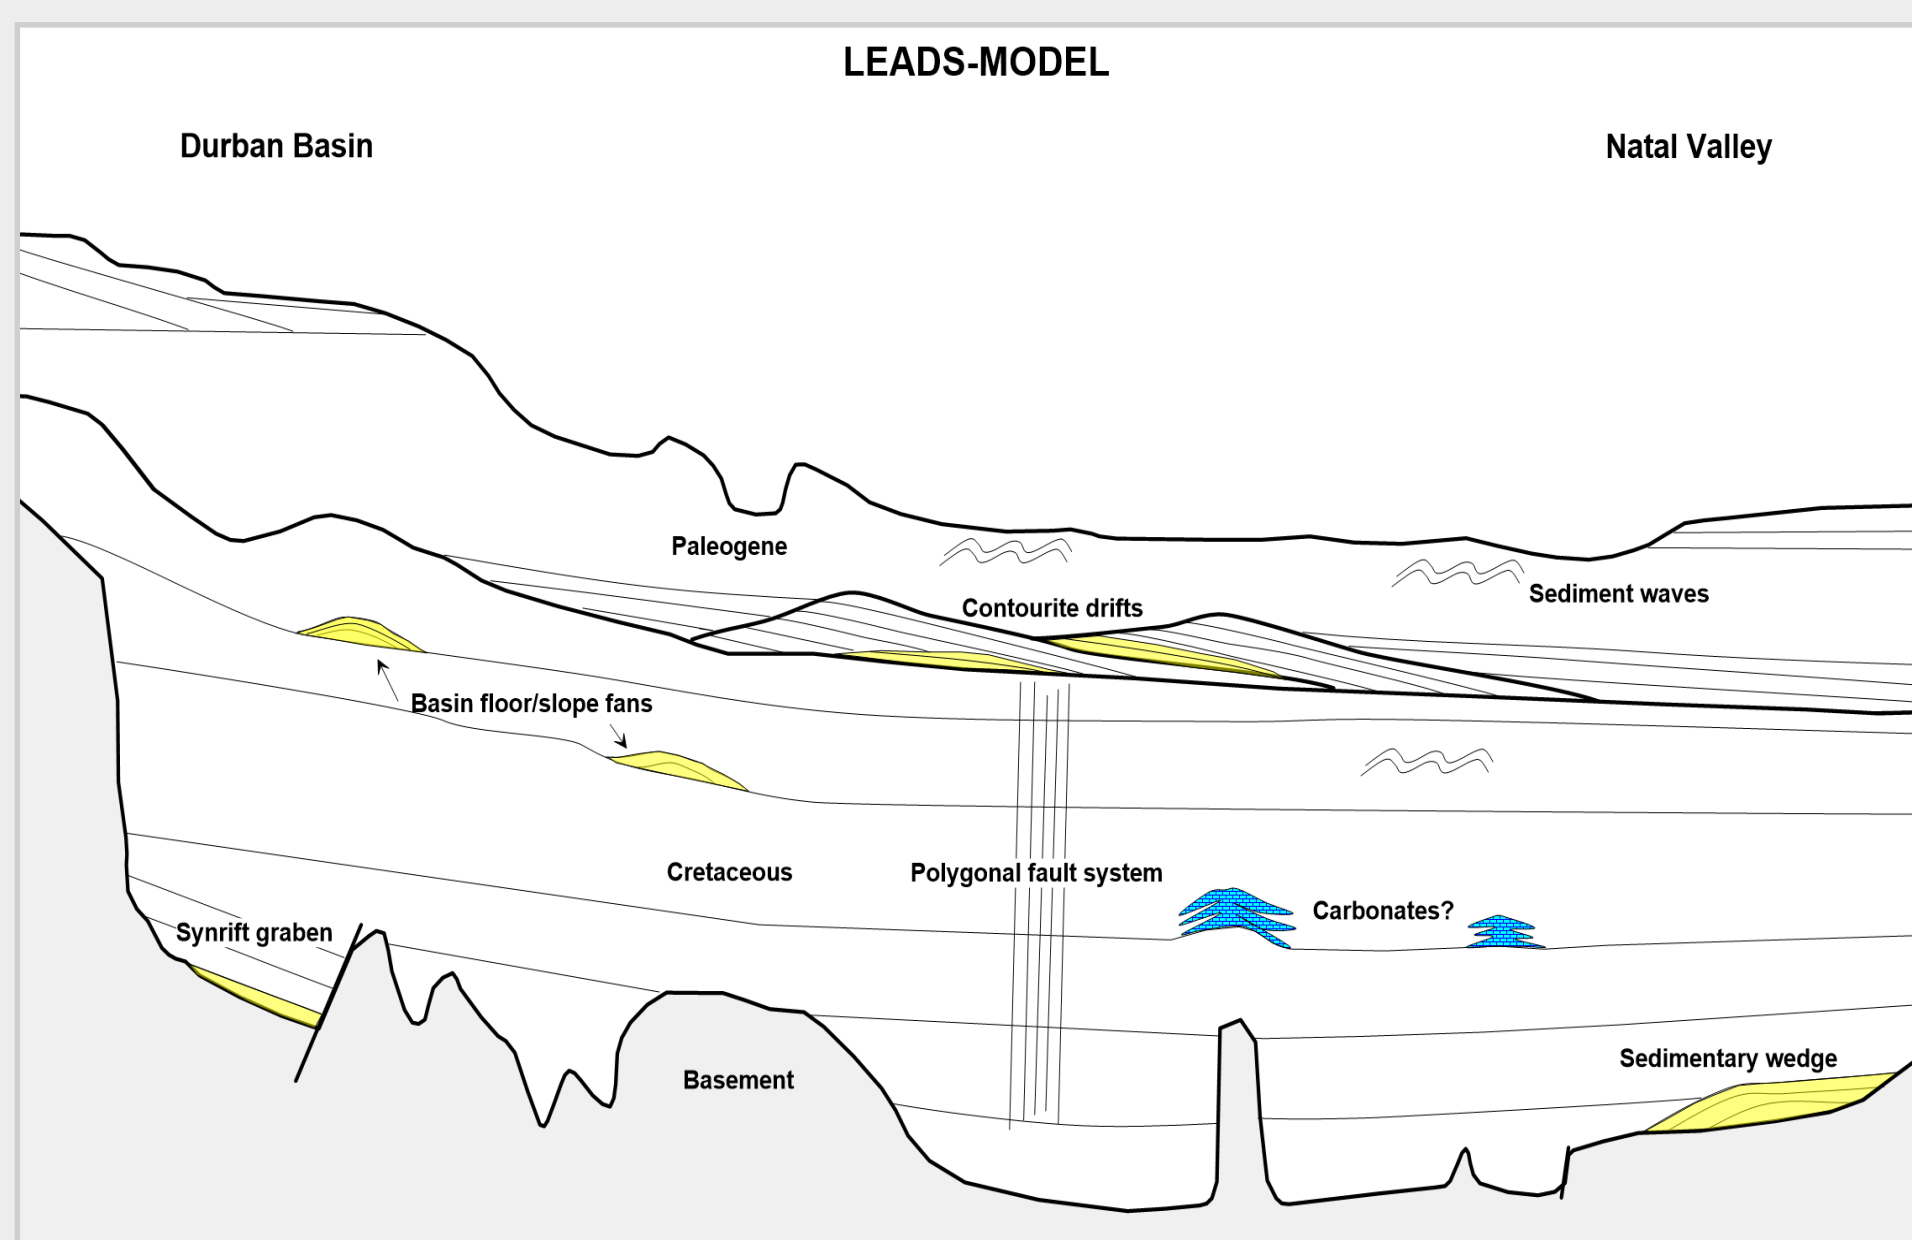 LEADS-MODEL
Durban Basin
Natal Valley
Paleogene
Sediment waves
Contourite drifts
Basin floor/slope fans
Cretaceous
Polygonal fault system
Carbonates?
Synrift graben
Sedimentary wedge
Basement